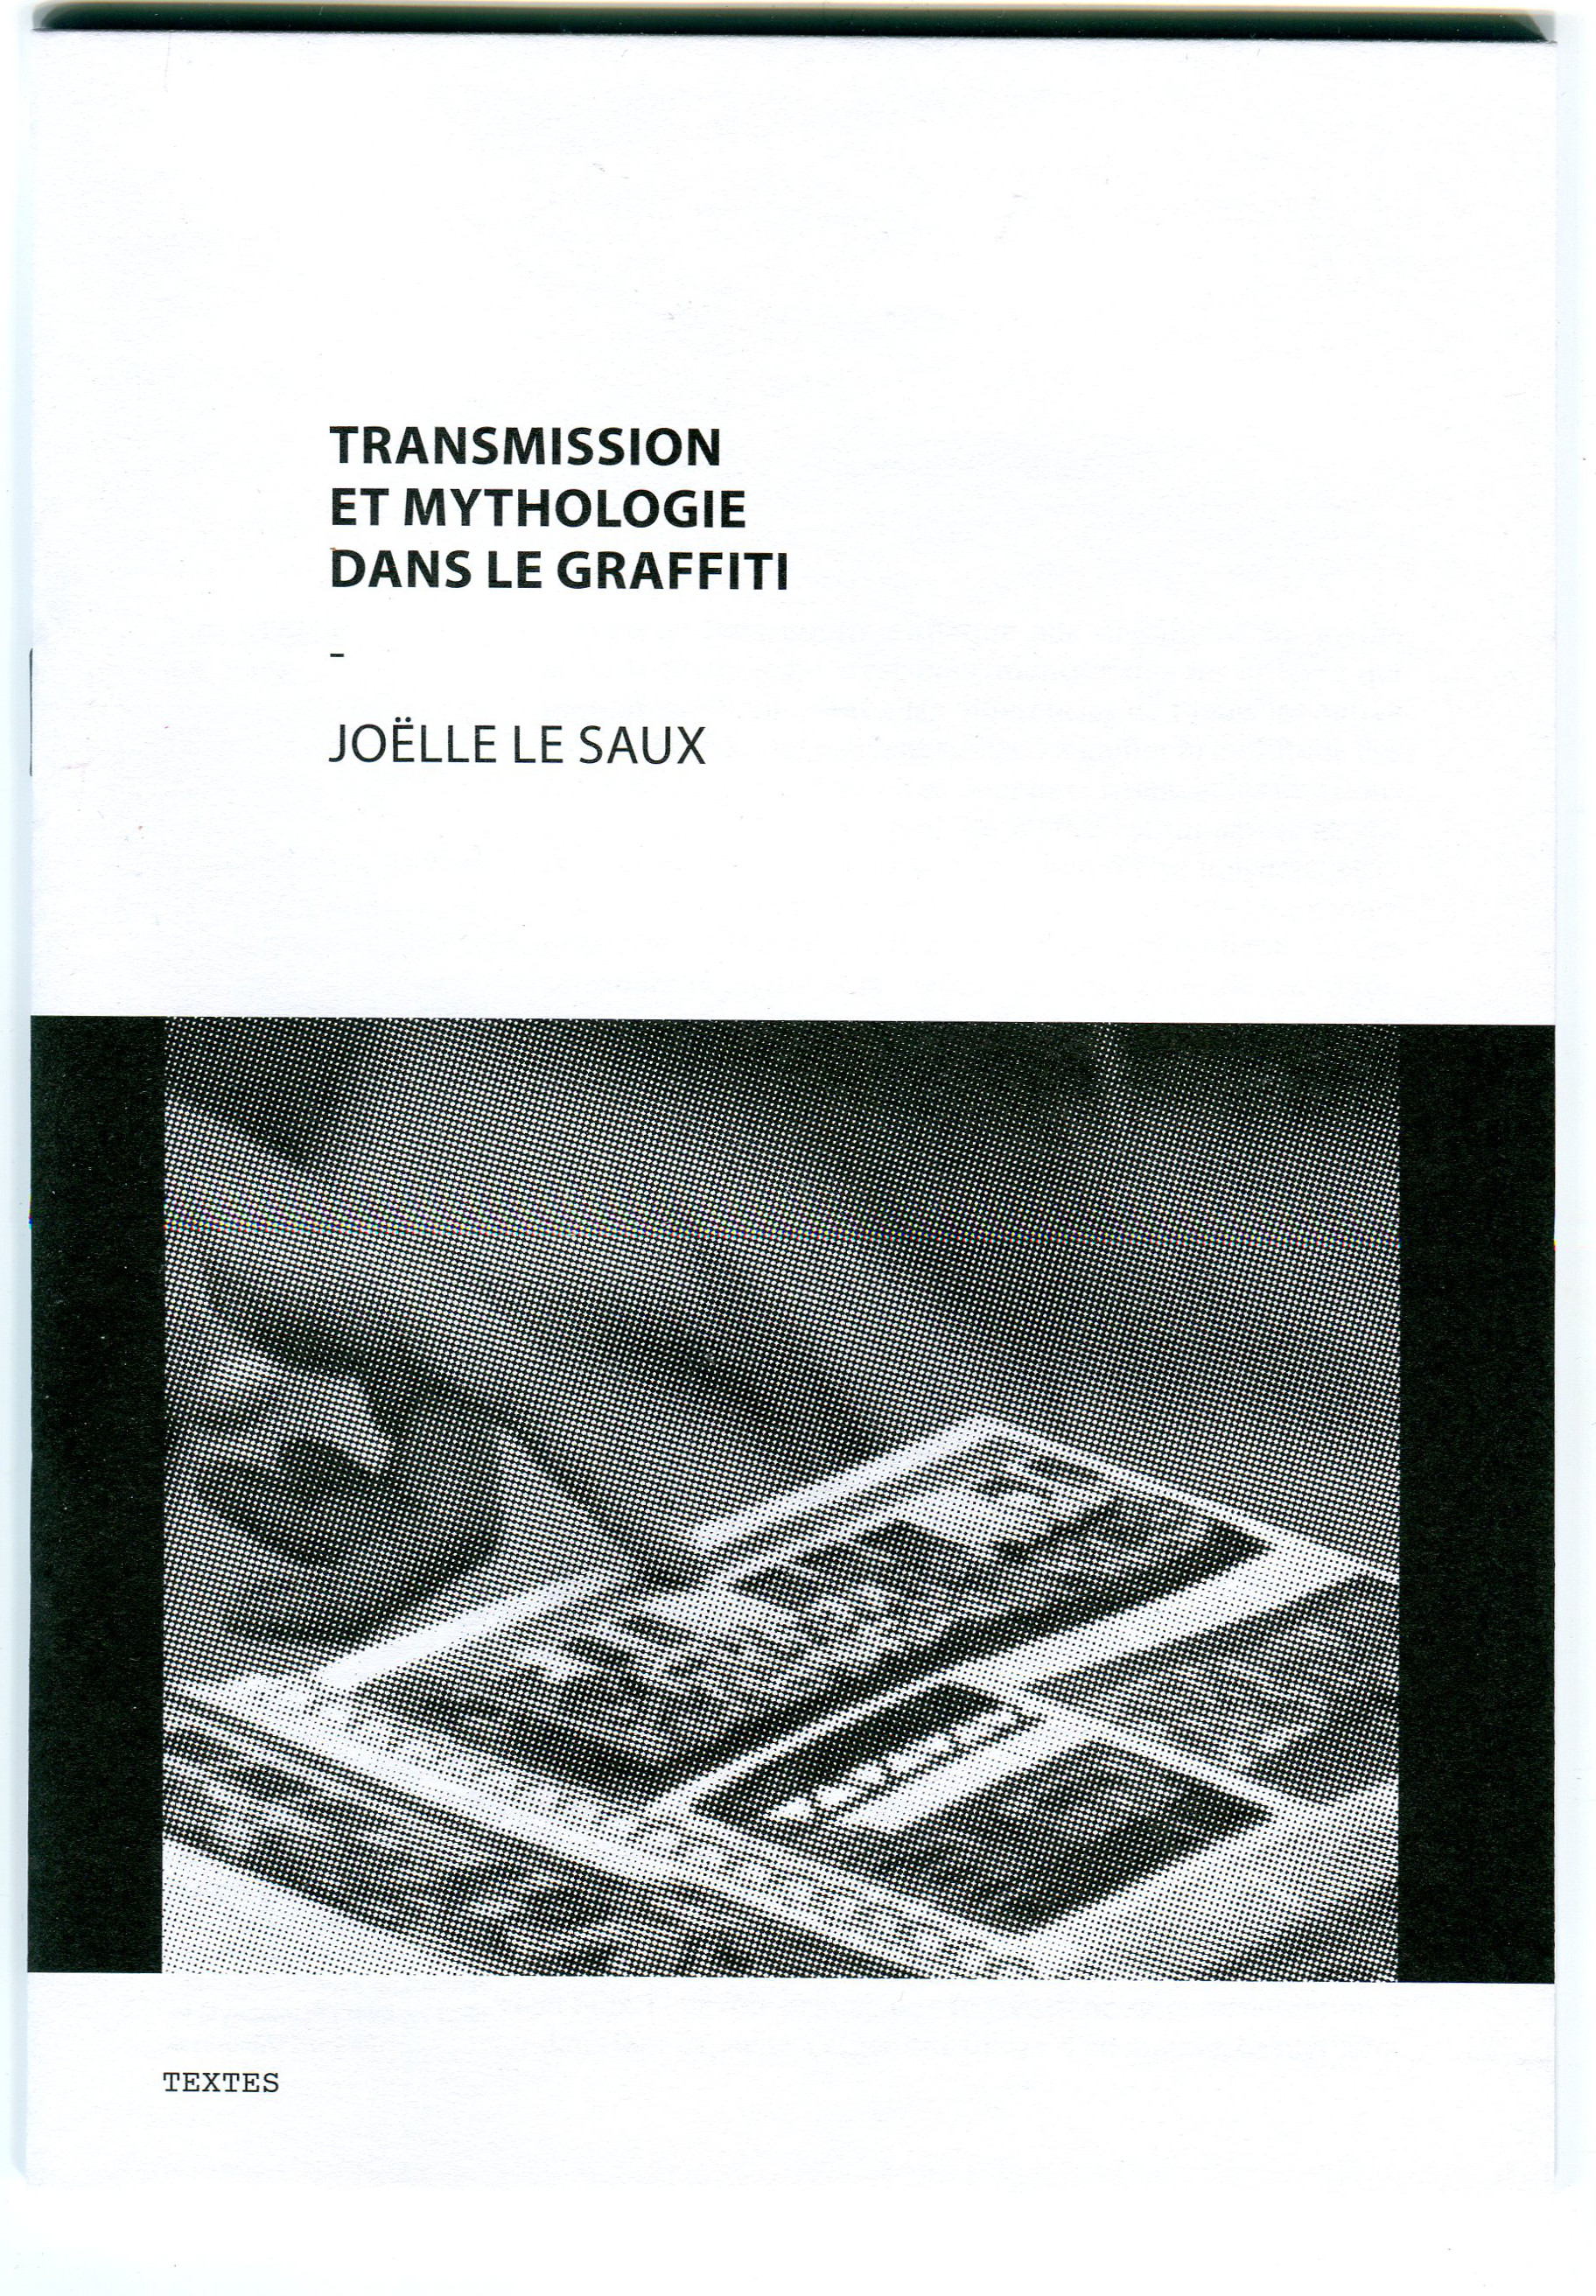 TRANSMISSION
ET MYTHOLOGIE
DANS LE GRAFFITI
-
JOËLLE LE SAUX
TEXTES